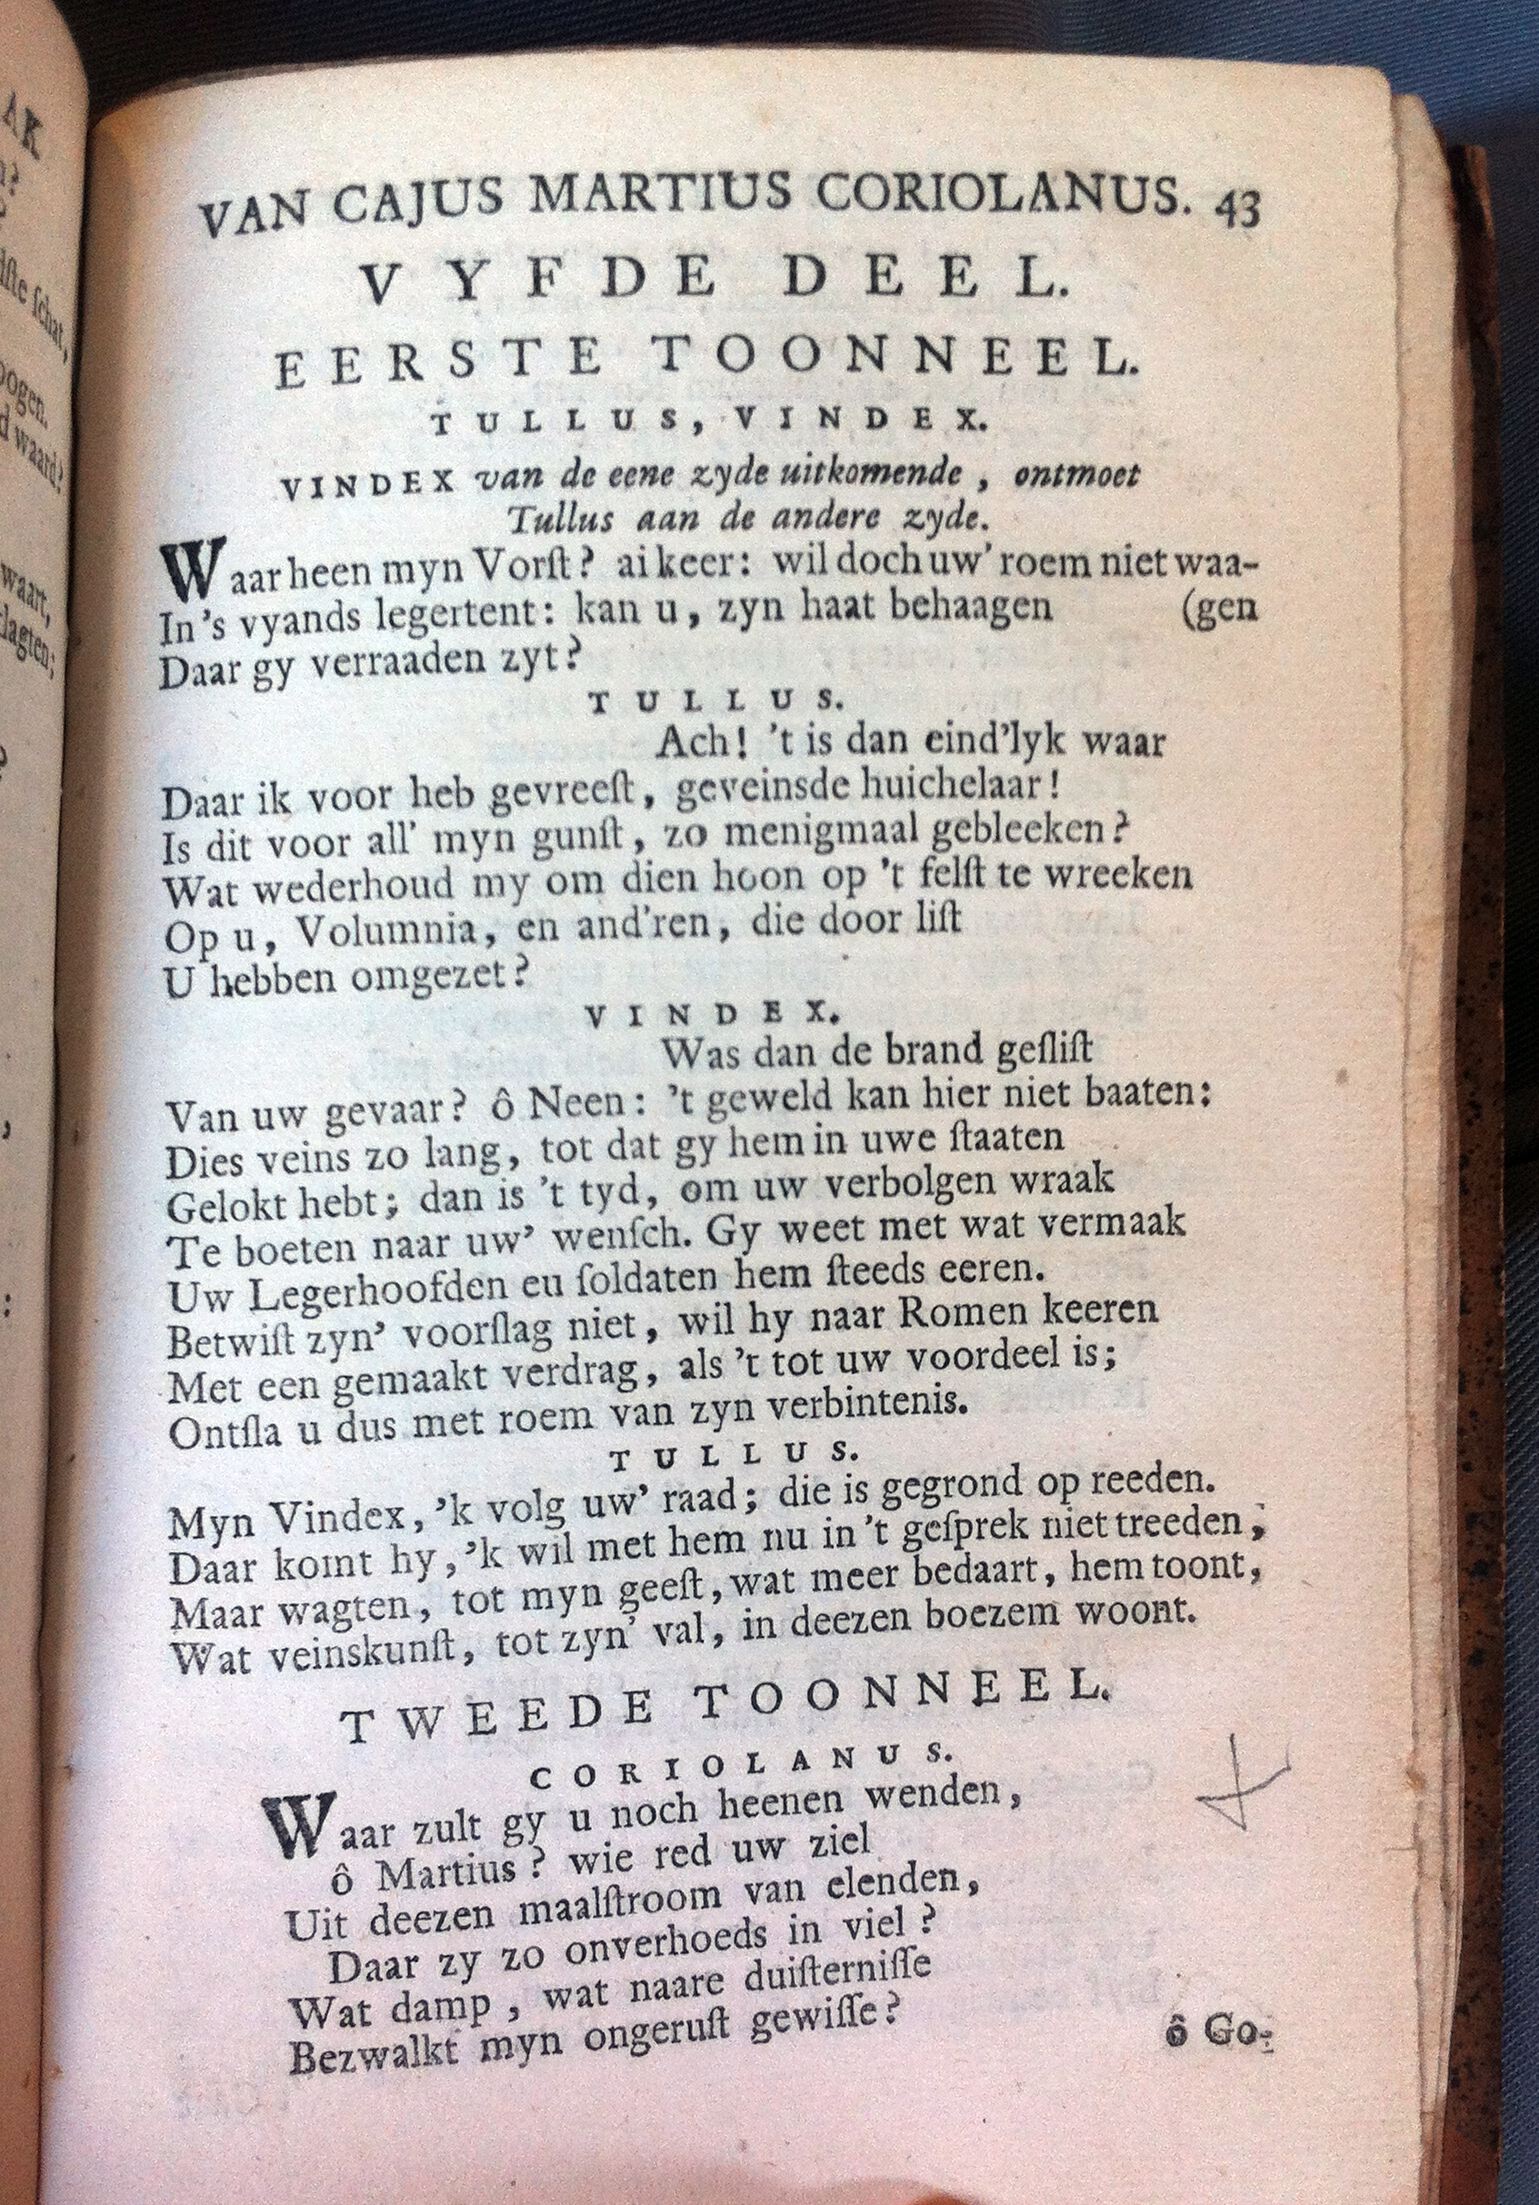 VAN CAJUS MARTIUS CORIOLANUS. 43
VYFDE DEEL.
EERSTE TOONNEEL.
TULLUS, VINDEX.
VINDEX van de eene zyde uitkomende, ontmoet
Tullus aan de andere zyde.
Waar heen myn Vorſt? ai keer: wil doch uw' roem niet waa-
In 's vyands legertent: kan u, zyn haat behaagen (gen
Daar gy verraaden zyt?
TULLUS.
Ach! 't is dan eind'lyk waar
Daar ik voor heb gevreeſt, geveinsde huichelaar!
Is dit voor all' myn gunſt, zo menigmaal gebleeken?
Wat wederhoud my om dien hoon op 't felſt te wreeken
Op u, Volumnia, en and'ren, die door liſt
U hebben omgezet?
VINDEX.
Was dan de brand geſliſt
Van uw gevaar? ô Neen: 't geweld kan hier niet baaten:
Dies veins zo lang, tot dat gy hem in uwe ſtaaten
Gelokt hebt; dan is 't tyd, om uw verbolgen wraak
Te boeten naar uw' wenſch. Gy weet met wat vermaak
Uw Legerhoofden eu ſoldaten hem ſteeds eeren.
Betwiſt zyn' voorſlag niet, wil hy naar Romen keeren
Met een gemaakt verdrag, als 't tot uw voordeel is;
Ontſla u dus met roem van zyn verbintenis.
TULLUS.
Myn Vindex, 'k volg uw' raad; die is gegrond op reeden.
Daar komt hy, 'k wil met hem nu in 't geſprek niet treeden,
Maar wagten, tot myn geeſt, wat meer bedaart, hem toont,
Wat veinskunſt, tot zyn' val, in deezen boezem woont.
TWEEDE TOONNEEL.
CORIOLANUS.
Waar zult gy u noch heenen wenden,
ô Martius? wie red uw ziel
Uit deezen maalſtroom van elenden,
Daar zy zo onverhoeds in viel?
Wat damp, wat naare duiſterniſſe
Bezwalkt myn ongeruſt gewiſſe?
ô Go-
AK
ſchat,
oogen.
waard?
waart,